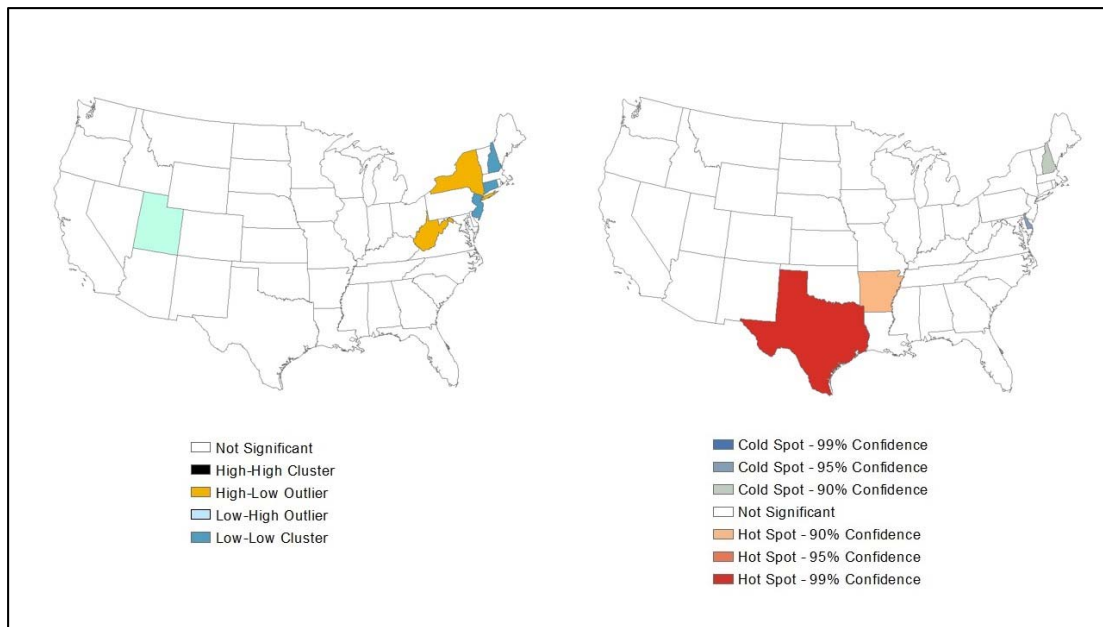 Not Significant
High-High Cluster
High-Low Outlier
Low-High Outlier
Low-Low Cluster
Cold Spot - 99% Confidence
Cold Spot - 95% Confidence
Cold Spot - 90% Confidence
Not Significant
Hot Spot - 90% Confidence
Hot Spot - 95% Confidence
Hot Spot - 99% Confidence